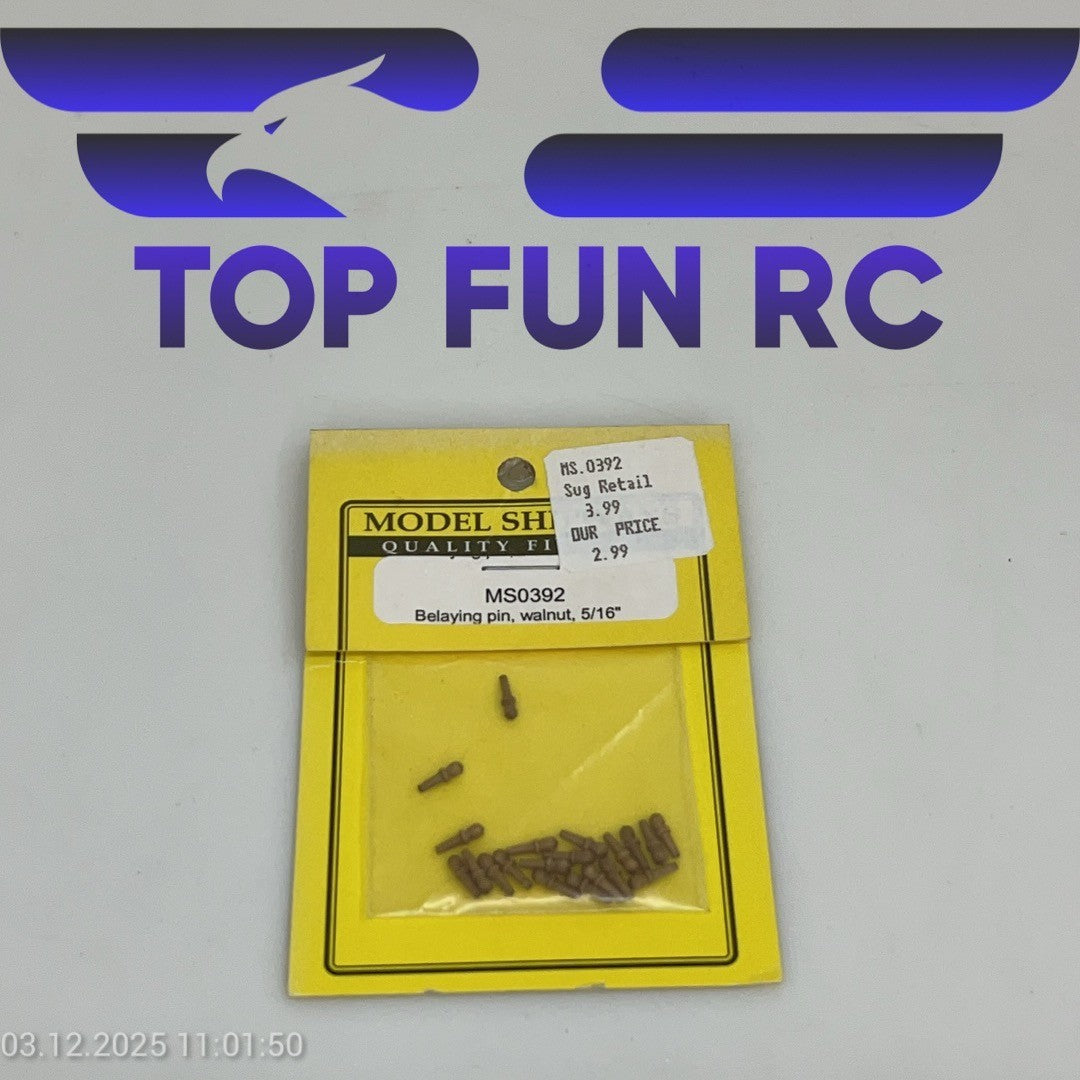 TOP FUN RC
MS.0392
Sug Retail
3.99
OUR PRICE
2.99
MODEL SH
QUALITY FI
MS0392
Belaying pin, walnut, 5/16"
03.12.2025 11:01:50